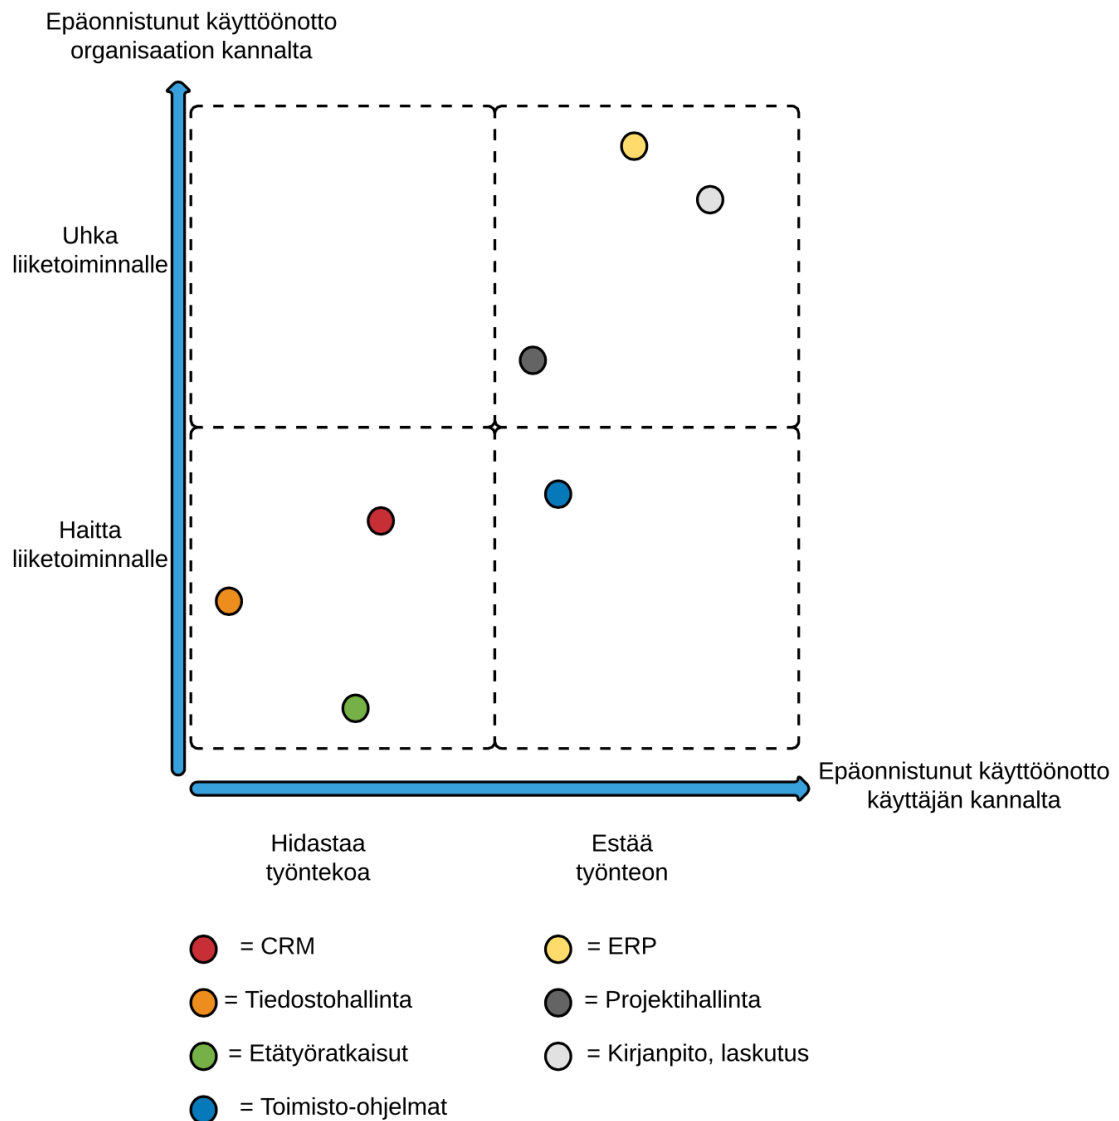 Epäonnistunut käyttöönotto
organisaation kannalta
Uhka
liiketoiminnalle
Haitta
liiketoiminnalle
Epäonnistunut käyttöönotto
käyttäjän kannalta
Hidastaa
työntekoa
Estää
työnteon
= CRM
= ERP
= Tiedostohallinta
= Projektihallinta
= Etätyöratkaisut
= Kirjanpito, laskutus
= Toimisto-ohjelmat